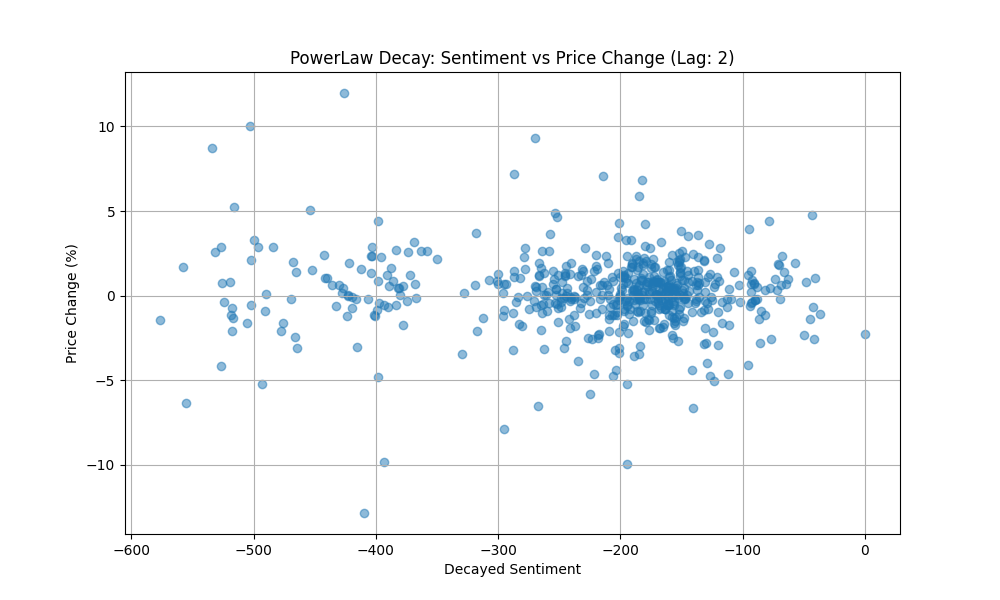 PowerLaw Decay: Sentiment vs Price Change (Lag: 2)
Price Change (%)
10
5
0
−5
−10
−600 −500 −400 −300 −200 −100 0
Decayed Sentiment